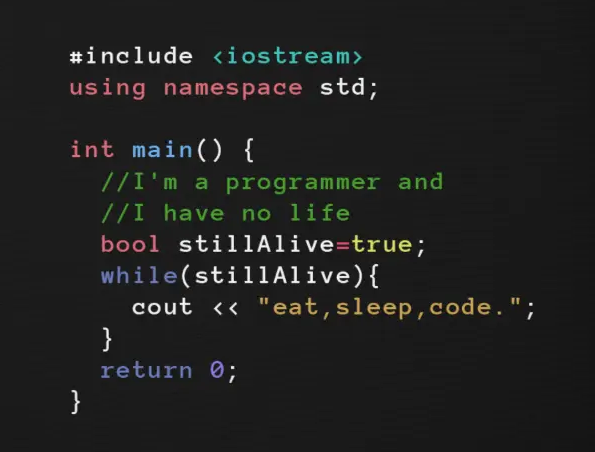 #include <iostream>
using namespace std;
int main() {
//I'm a programmer and
//I have no life
bool stillAlive=true;
while(stillAlive){
cout << "eat,sleep,code.";
}
return 0;
}